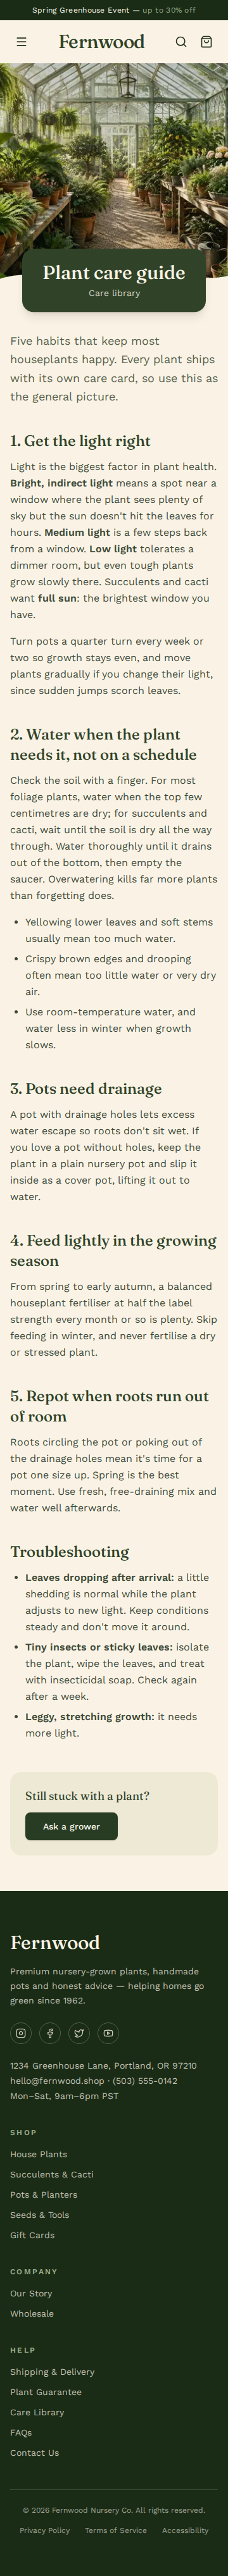 Spring Greenhouse Event — up to 30% off
Fernwood
Plant care guide
Care library
Five habits that keep most
houseplants happy. Every plant ships
with its own care card, so use this as
the general picture.
1. Get the light right
Light is the biggest factor in plant health.
Bright, indirect light means a spot near a
window where the plant sees plenty of
sky but the sun doesn't hit the leaves for
hours. Medium light is a few steps back
from a window. Low light tolerates a
dimmer room, but even tough plants
grow slowly there. Succulents and cacti
want full sun: the brightest window you
have.
Turn pots a quarter turn every week or
two so growth stays even, and move
plants gradually if you change their light,
since sudden jumps scorch leaves.
2. Water when the plant
needs it, not on a schedule
Check the soil with a finger. For most
foliage plants, water when the top few
centimetres are dry; for succulents and
cacti, wait until the soil is dry all the way
through. Water thoroughly until it drains
out of the bottom, then empty the
saucer. Overwatering kills far more plants
than forgetting does.
• Yellowing lower leaves and soft stems
usually mean too much water.
• Crispy brown edges and drooping
often mean too little water or very dry
air.
• Use room-temperature water, and
water less in winter when growth
slows.
3. Pots need drainage
A pot with drainage holes lets excess
water escape so roots don't sit wet. If
you love a pot without holes, keep the
plant in a plain nursery pot and slip it
inside as a cover pot, lifting it out to
water.
4. Feed lightly in the growing
season
From spring to early autumn, a balanced
houseplant fertiliser at half the label
strength every month or so is plenty. Skip
feeding in winter, and never fertilise a dry
or stressed plant.
5. Repot when roots run out
of room
Roots circling the pot or poking out of
the drainage holes mean it's time for a
pot one size up. Spring is the best
moment. Use fresh, free-draining mix and
water well afterwards.
Troubleshooting
• Leaves dropping after arrival: a little
shedding is normal while the plant
adjusts to new light. Keep conditions
steady and don't move it around.
• Tiny insects or sticky leaves: isolate
the plant, wipe the leaves, and treat
with insecticidal soap. Check again
after a week.
• Leggy, stretching growth: it needs
more light.
Still stuck with a plant?
Ask a grower
Fernwood
Premium nursery-grown plants, handmade
pots and honest advice — helping homes go
green since 1962.
1234 Greenhouse Lane, Portland, OR 97210
hello@fernwood.shop · (503) 555-0142
Mon–Sat, 9am–6pm PST
SHOP
House Plants
Succulents & Cacti
Pots & Planters
Seeds & Tools
Gift Cards
COMPANY
Our Story
Wholesale
HELP
Shipping & Delivery
Plant Guarantee
Care Library
FAQs
Contact Us
© 2026 Fernwood Nursery Co. All rights reserved.
Privacy Policy Terms of Service Accessibility